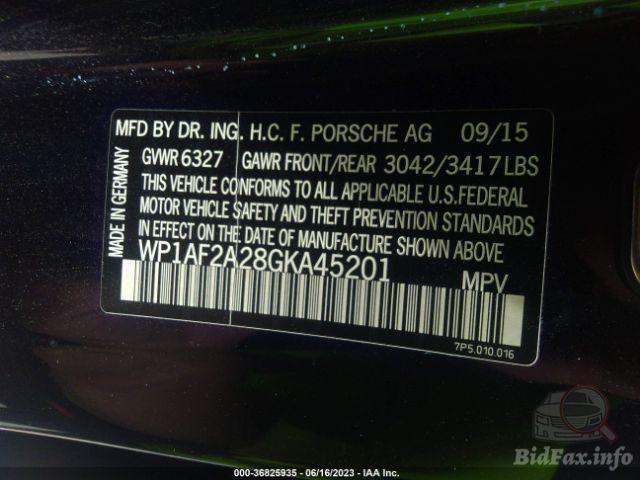 MFD BY DR. ING. H.C. F. PORSCHE AG 09/15
GVWR 6327 GAWR FRONT/REAR 3042/3417LBS
THIS VEHICLE CONFORMS TO ALL APPLICABLE U.S.FEDERAL
MOTOR VEHICLE SAFETY AND THEFT PREVENTION STANDARDS
IN EFFECT ON THE DATE OF MANUFACTURE SHOWN ABOVE
WP1AF2A28GKA45201 MPV
MADE IN GERMANY
7P5.010.016
BidFax.info
000-36825935 - 06/16/2023 - IAA Inc.